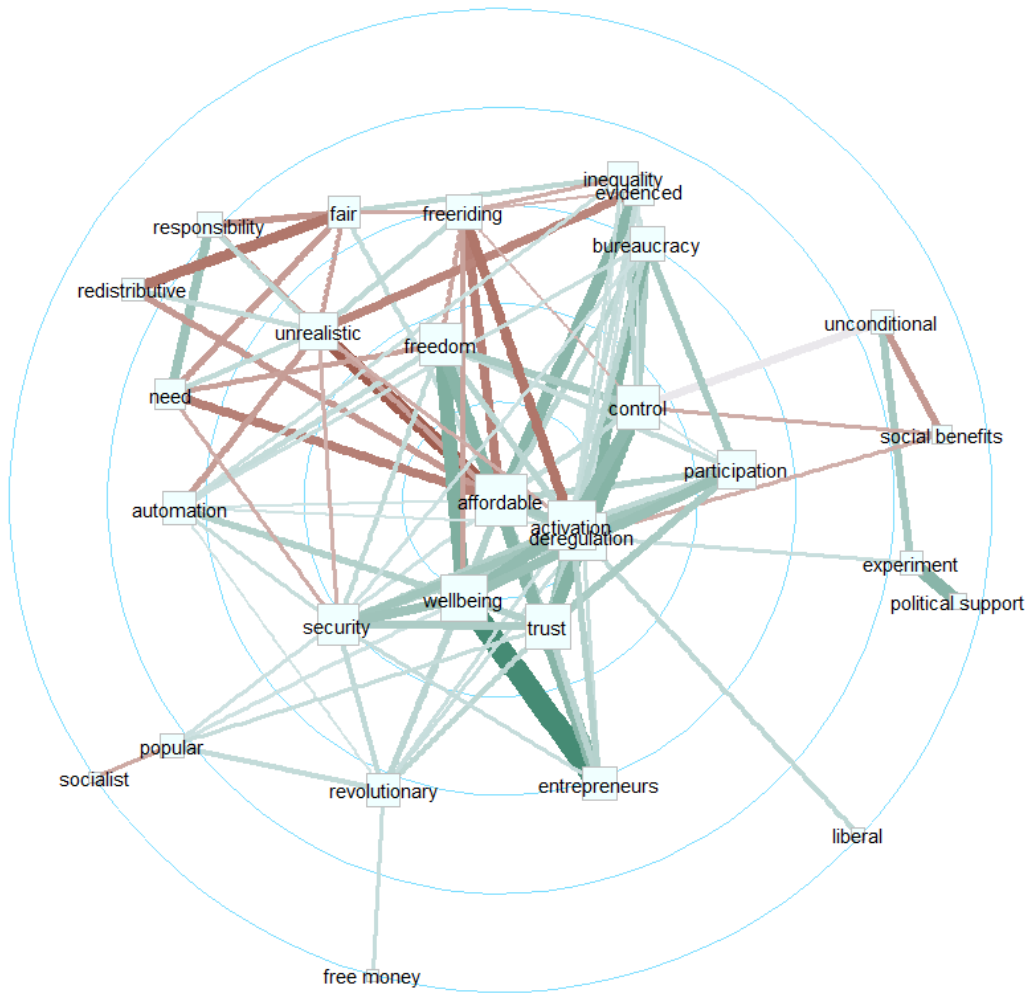 inequality
evidenced
fair
freeriding
responsibility
bureaucracy
redistributive
unrealistic
freedom
unconditional
need
control
social benefits
participation
affordable
automation
activation
deregulation
experiment
wellbeing
political support
security
trust
popular
socialist
revolutionary
entrepreneurs
liberal
free money